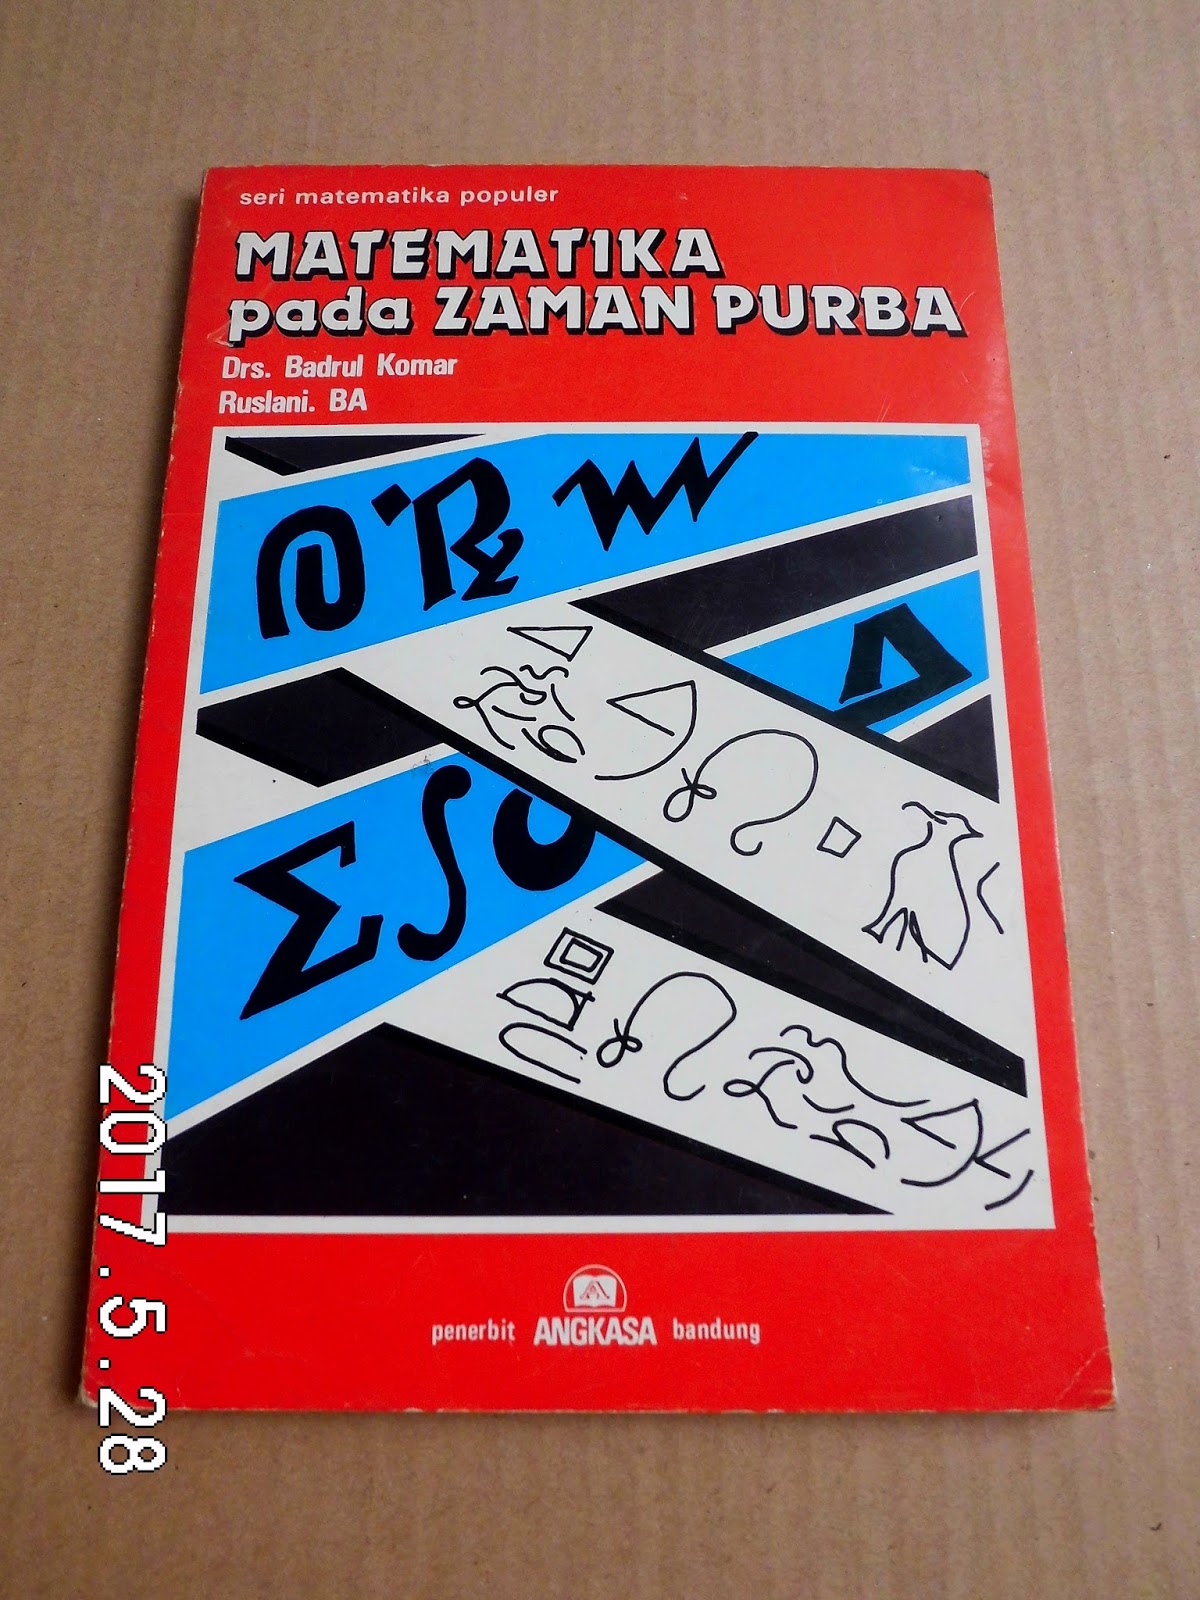 seri matematika populer
MATEMATIKA
pada ZAMAN PURBA
Drs. Badrul Komar
Ruslani. BA
penerbit ANGKASA bandung
2017.5.28